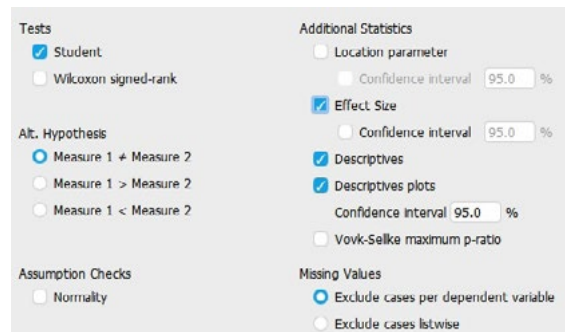 Tests
Student
Wilcoxon signed-rank
Alt. Hypothesis
Measure 1 ≠ Measure 2
Measure 1 > Measure 2
Measure 1 < Measure 2
Assumption Checks
Normality
Additional Statistics
Location parameter
Confidence interval 95.0 %
Effect Size
Confidence interval 95.0 %
Descriptives
Descriptives plots
Confidence interval 95.0 %
Vovk-Sellke maximum p-ratio
Missing Values
Exclude cases per dependent variable
Exclude cases listwise